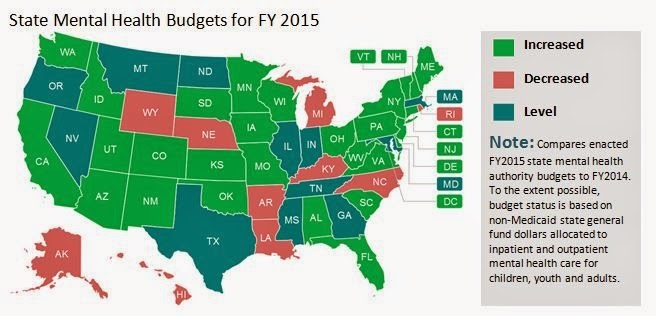 State Mental Health Budgets for FY 2015
WA
OR
CA
NV
ID
MT
WY
UT
AZ
CO
NM
ND
SD
NE
KS
OK
TX
MN
IA
MO
AR
LA
WI
IL
IN
MI
OH
KY
TN
MS
AL
GA
FL
SC
NC
VA
WV
PA
NY
ME
VT
NH
MA
RI
CT
NJ
DE
MD
DC
AK
HI
Increased
Decreased
Level
Note: Compares enacted
FY2015 state mental health
authority budgets to FY2014.
To the extent possible,
budget status is based on
non-Medicaid state general
fund dollars allocated to
inpatient and outpatient
mental health care for
children, youth and adults.